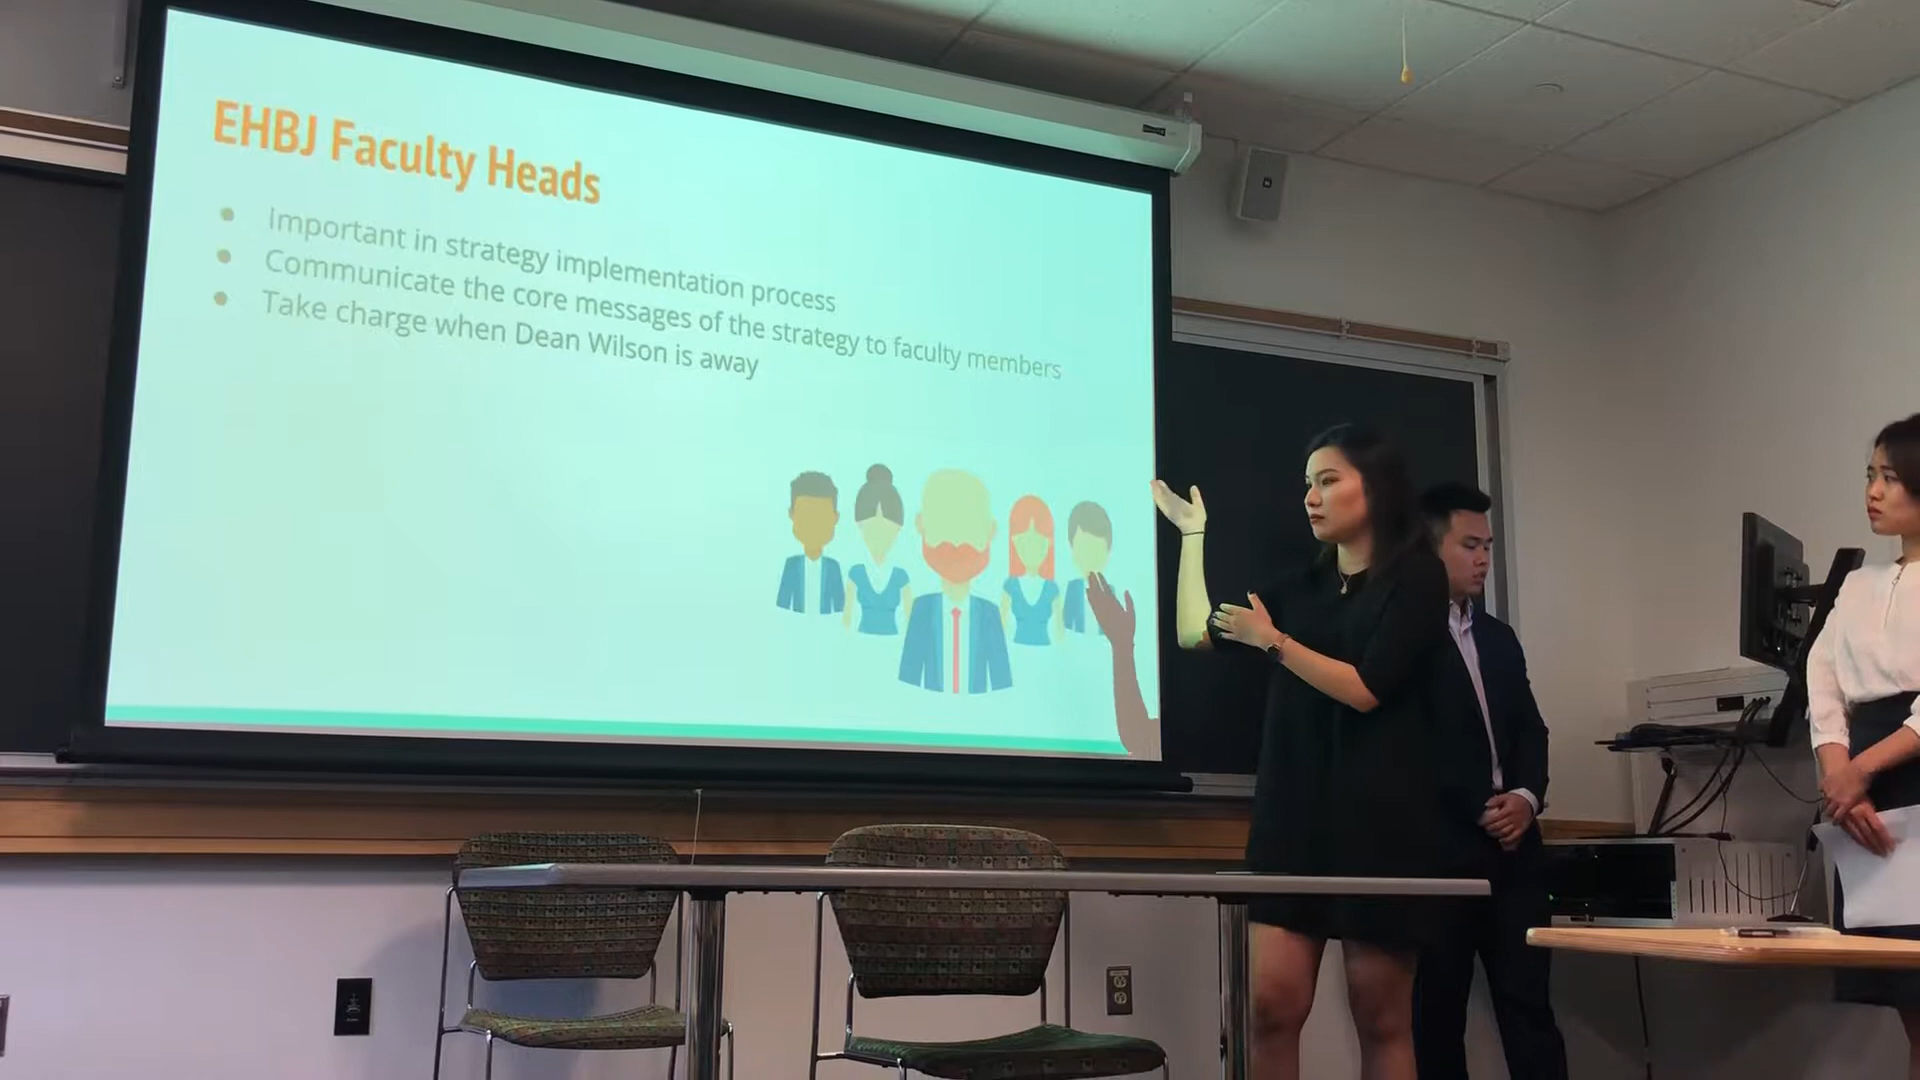 EHBJ Faculty Heads
Important in strategy implementation process
Communicate the core messages of the strategy to faculty members
Take charge when Dean Wilson is away